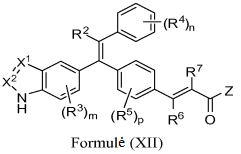 R² (R⁴)n
X¹
X² R⁷ Z
NH (R³)m (R⁵)p R⁶ O
Formulė (XII)